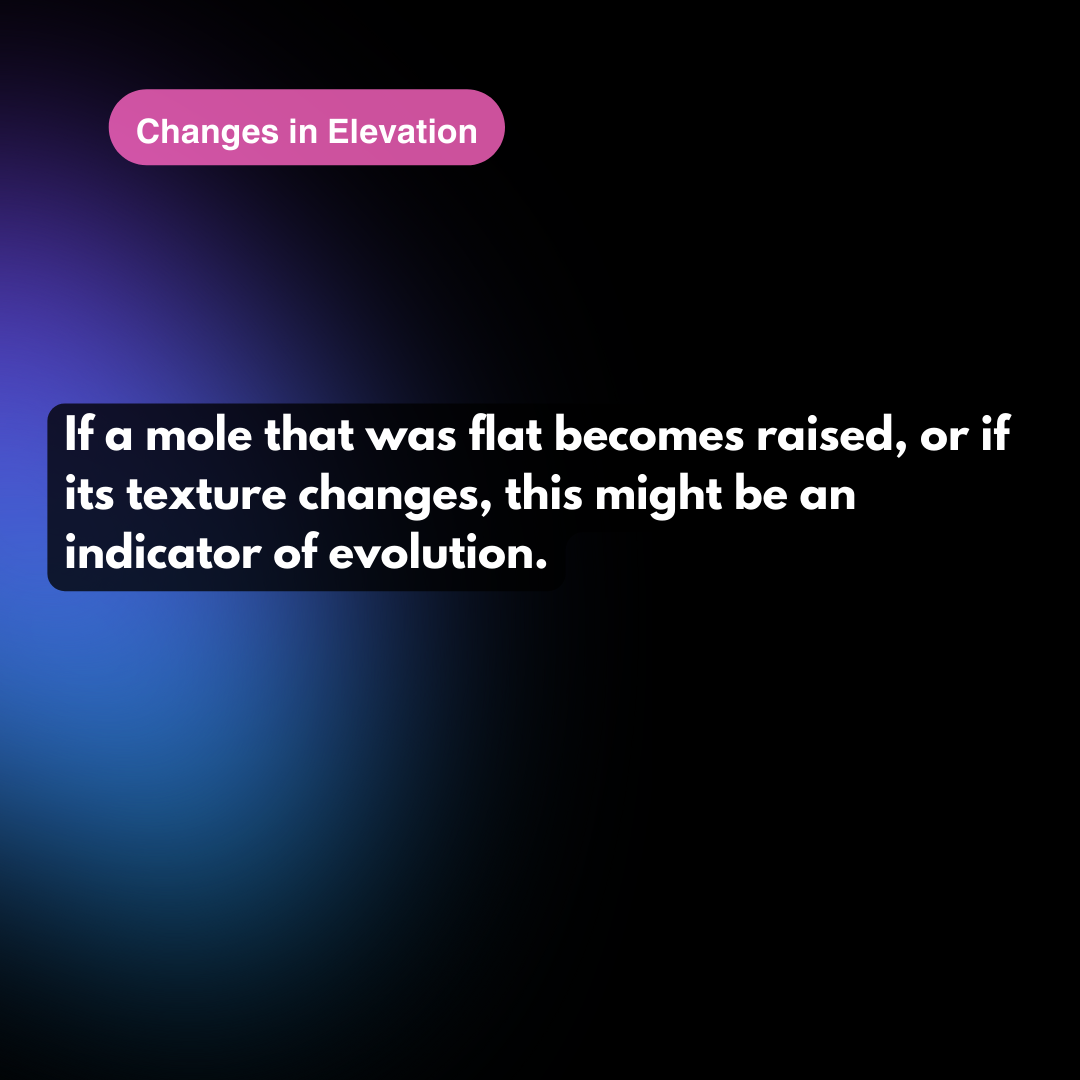 Changes in Elevation
If a mole that was flat becomes raised, or if
its texture changes, this might be an
indicator of evolution.